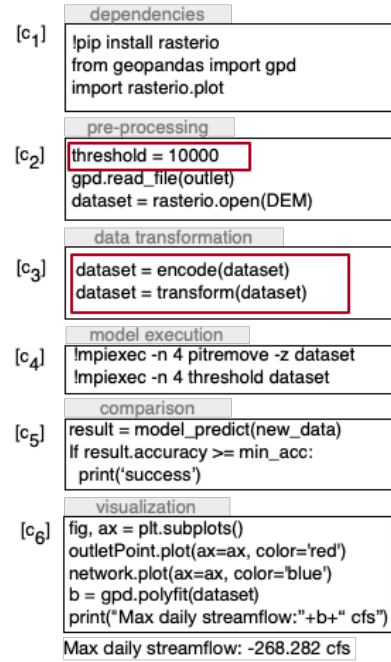 dependencies
[c1]
!pip install rasterio
from geopandas import gpd
import rasterio.plot
pre-processing
[c2]
threshold = 10000
gpd.read_file(outlet)
dataset = rasterio.open(DEM)
data transformation
[c3]
dataset = encode(dataset)
dataset = transform(dataset)
model execution
[c4]
!mpiexec -n 4 pitremove -z dataset
!mpiexec -n 4 threshold dataset
comparison
[c5]
result = model_predict(new_data)
If result.accuracy >= min_acc:
print('success')
visualization
[c6]
fig, ax = plt.subplots()
outletPoint.plot(ax=ax, color='red')
network.plot(ax=ax, color='blue')
b = gpd.polyfit(dataset)
print("Max daily streamflow:"+b+“ cfs”)
Max daily streamflow: -268.282 cfs